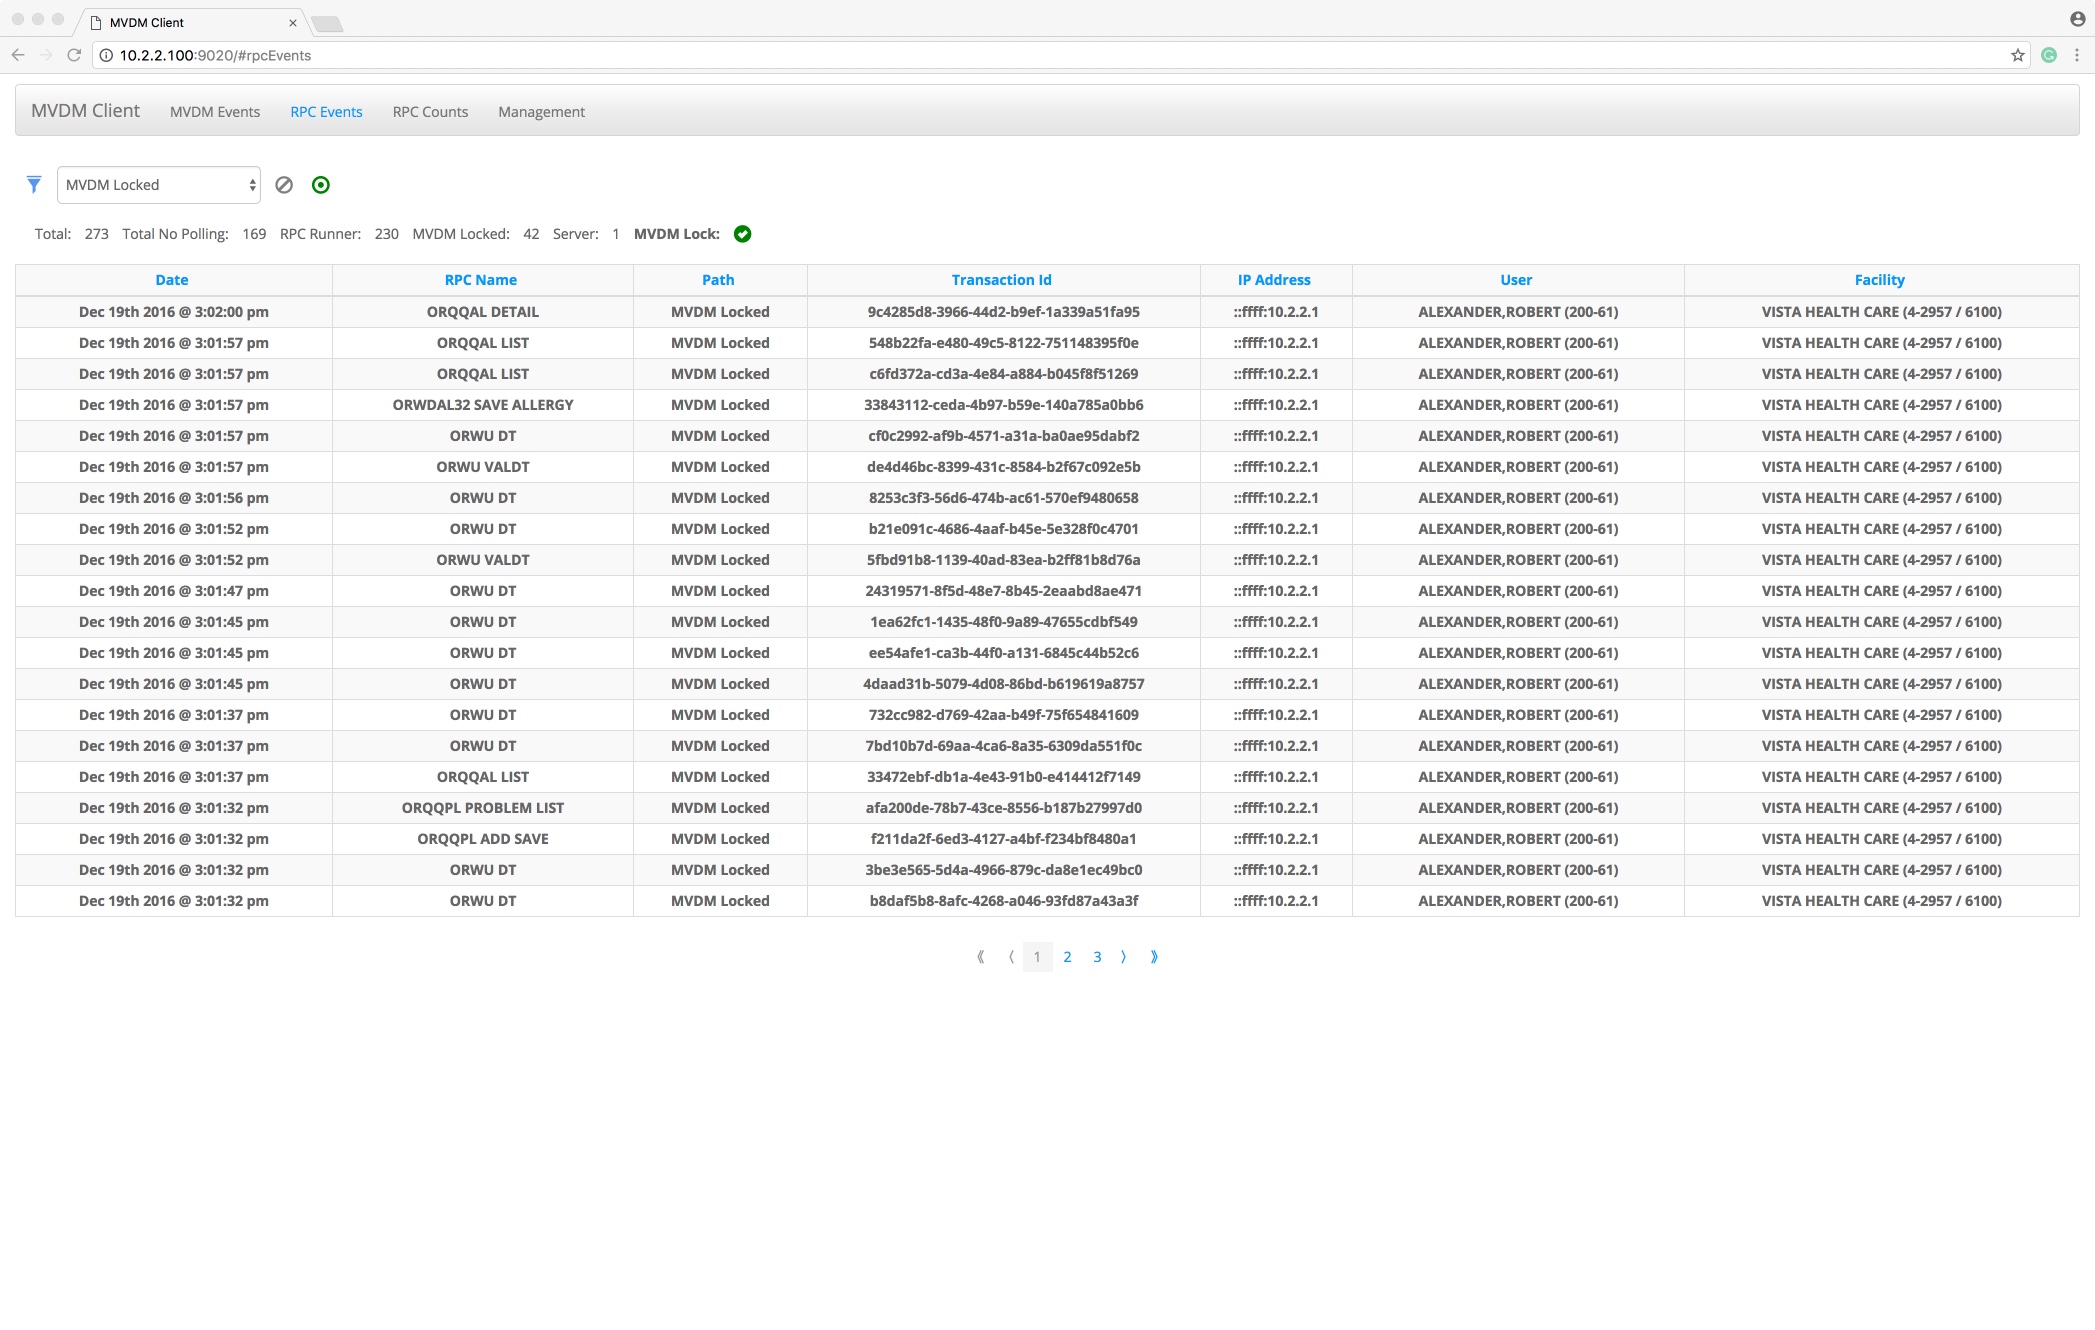 MVDM Client
10.2.2.100:9020/#rpcEvents
MVDM Client MVDM Events RPC Events RPC Counts Management
MVDM Locked
Total: 273 Total No Polling: 169 RPC Runner: 230 MVDM Locked: 42 Server: 1 MVDM Lock:
Date RPC Name Path Transaction Id IP Address User Facility
Dec 19th 2016 @ 3:02:00 pm ORQQAL DETAIL MVDM Locked 9c4285d8-3966-44d2-b9ef-1a339a51fa95 ::ffff:10.2.2.1 ALEXANDER,ROBERT (200-61) VISTA HEALTH CARE (4-2957 / 6100)
Dec 19th 2016 @ 3:01:57 pm ORQQAL LIST MVDM Locked 548b22fa-e480-49c5-8122-751148395f0e ::ffff:10.2.2.1 ALEXANDER,ROBERT (200-61) VISTA HEALTH CARE (4-2957 / 6100)
Dec 19th 2016 @ 3:01:57 pm ORQQAL LIST MVDM Locked c6fd372a-cd3a-4e84-a884-b045f8f51269 ::ffff:10.2.2.1 ALEXANDER,ROBERT (200-61) VISTA HEALTH CARE (4-2957 / 6100)
Dec 19th 2016 @ 3:01:57 pm ORWDAL32 SAVE ALLERGY MVDM Locked 33843112-ceda-4b97-b59e-140a785a0bb6 ::ffff:10.2.2.1 ALEXANDER,ROBERT (200-61) VISTA HEALTH CARE (4-2957 / 6100)
Dec 19th 2016 @ 3:01:57 pm ORWU DT MVDM Locked cf0c2992-af9b-4571-a31a-ba0ae95dabf2 ::ffff:10.2.2.1 ALEXANDER,ROBERT (200-61) VISTA HEALTH CARE (4-2957 / 6100)
Dec 19th 2016 @ 3:01:57 pm ORWU VALDT MVDM Locked de4d46bc-8399-431c-8584-b2f67c092e5b ::ffff:10.2.2.1 ALEXANDER,ROBERT (200-61) VISTA HEALTH CARE (4-2957 / 6100)
Dec 19th 2016 @ 3:01:56 pm ORWU DT MVDM Locked 8253c3f3-56d6-474b-ac61-570ef9480658 ::ffff:10.2.2.1 ALEXANDER,ROBERT (200-61) VISTA HEALTH CARE (4-2957 / 6100)
Dec 19th 2016 @ 3:01:52 pm ORWU DT MVDM Locked b21e091c-4686-4aaf-b45e-5e328f0c4701 ::ffff:10.2.2.1 ALEXANDER,ROBERT (200-61) VISTA HEALTH CARE (4-2957 / 6100)
Dec 19th 2016 @ 3:01:52 pm ORWU VALDT MVDM Locked 5fbd91b8-1139-40ad-83ea-b2ff81b8d76a ::ffff:10.2.2.1 ALEXANDER,ROBERT (200-61) VISTA HEALTH CARE (4-2957 / 6100)
Dec 19th 2016 @ 3:01:47 pm ORWU DT MVDM Locked 24319571-8f5d-48e7-8b45-2eaabd8ae471 ::ffff:10.2.2.1 ALEXANDER,ROBERT (200-61) VISTA HEALTH CARE (4-2957 / 6100)
Dec 19th 2016 @ 3:01:45 pm ORWU DT MVDM Locked 1ea62fc1-1435-48f0-9a89-47655cdbf549 ::ffff:10.2.2.1 ALEXANDER,ROBERT (200-61) VISTA HEALTH CARE (4-2957 / 6100)
Dec 19th 2016 @ 3:01:45 pm ORWU DT MVDM Locked ee54afe1-ca3b-44f0-a131-6845c44b52c6 ::ffff:10.2.2.1 ALEXANDER,ROBERT (200-61) VISTA HEALTH CARE (4-2957 / 6100)
Dec 19th 2016 @ 3:01:45 pm ORWU DT MVDM Locked 4daad31b-5079-4d08-86bd-b619619a8757 ::ffff:10.2.2.1 ALEXANDER,ROBERT (200-61) VISTA HEALTH CARE (4-2957 / 6100)
Dec 19th 2016 @ 3:01:37 pm ORWU DT MVDM Locked 732cc982-d769-42aa-b49f-75f654841609 ::ffff:10.2.2.1 ALEXANDER,ROBERT (200-61) VISTA HEALTH CARE (4-2957 / 6100)
Dec 19th 2016 @ 3:01:37 pm ORWU DT MVDM Locked 7bd10b7d-69aa-4ca6-8a35-6309da551f0c ::ffff:10.2.2.1 ALEXANDER,ROBERT (200-61) VISTA HEALTH CARE (4-2957 / 6100)
Dec 19th 2016 @ 3:01:37 pm ORQQAL LIST MVDM Locked 33472ebf-db1a-4e43-91b0-e414412f7149 ::ffff:10.2.2.1 ALEXANDER,ROBERT (200-61) VISTA HEALTH CARE (4-2957 / 6100)
Dec 19th 2016 @ 3:01:32 pm ORQQPL PROBLEM LIST MVDM Locked afa200de-78b7-43ce-8556-b187b27997d0 ::ffff:10.2.2.1 ALEXANDER,ROBERT (200-61) VISTA HEALTH CARE (4-2957 / 6100)
Dec 19th 2016 @ 3:01:32 pm ORQQPL ADD SAVE MVDM Locked f211da2f-6ed3-4127-a4bf-f234bf8480a1 ::ffff:10.2.2.1 ALEXANDER,ROBERT (200-61) VISTA HEALTH CARE (4-2957 / 6100)
Dec 19th 2016 @ 3:01:32 pm ORWU DT MVDM Locked 3be3e565-5d4a-4966-879c-da8e1ec49bc0 ::ffff:10.2.2.1 ALEXANDER,ROBERT (200-61) VISTA HEALTH CARE (4-2957 / 6100)
Dec 19th 2016 @ 3:01:32 pm ORWU DT MVDM Locked b8daf5b8-8afc-4268-a046-93fd87a43a3f ::ffff:10.2.2.1 ALEXANDER,ROBERT (200-61) VISTA HEALTH CARE (4-2957 / 6100)
《 〈 1 2 3 〉 》